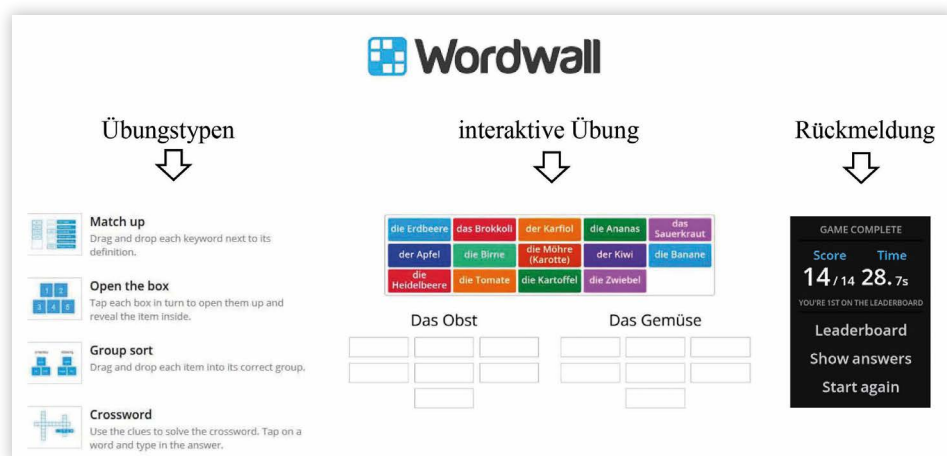 Wordwall
Übungstypen
interaktive Übung
Rückmeldung
Match up
Drag and drop each keyword next to its
definition.
Open the box
Tap each box in turn to open them up and
reveal the item inside.
Group sort
Drag and drop each item into its correct group.
Crossword
Use the clues to solve the crossword. Tap on a
word and type in the answer.
1 2
3 4 5
die Erdbeere
das Brokkoli
der Karfiol
die Ananas
das
Sauerkraut
der Apfel
die Birne
die Möhre
(Karotte)
der Kiwi
die Banane
die
Heidelbeere
die Tomate
die Kartoffel
die Zwiebel
Das Obst
Das Gemüse
GAME COMPLETE
Score Time
14/14 28.7s
YOU'RE 1ST ON THE LEADERBOARD
Leaderboard
Show answers
Start again